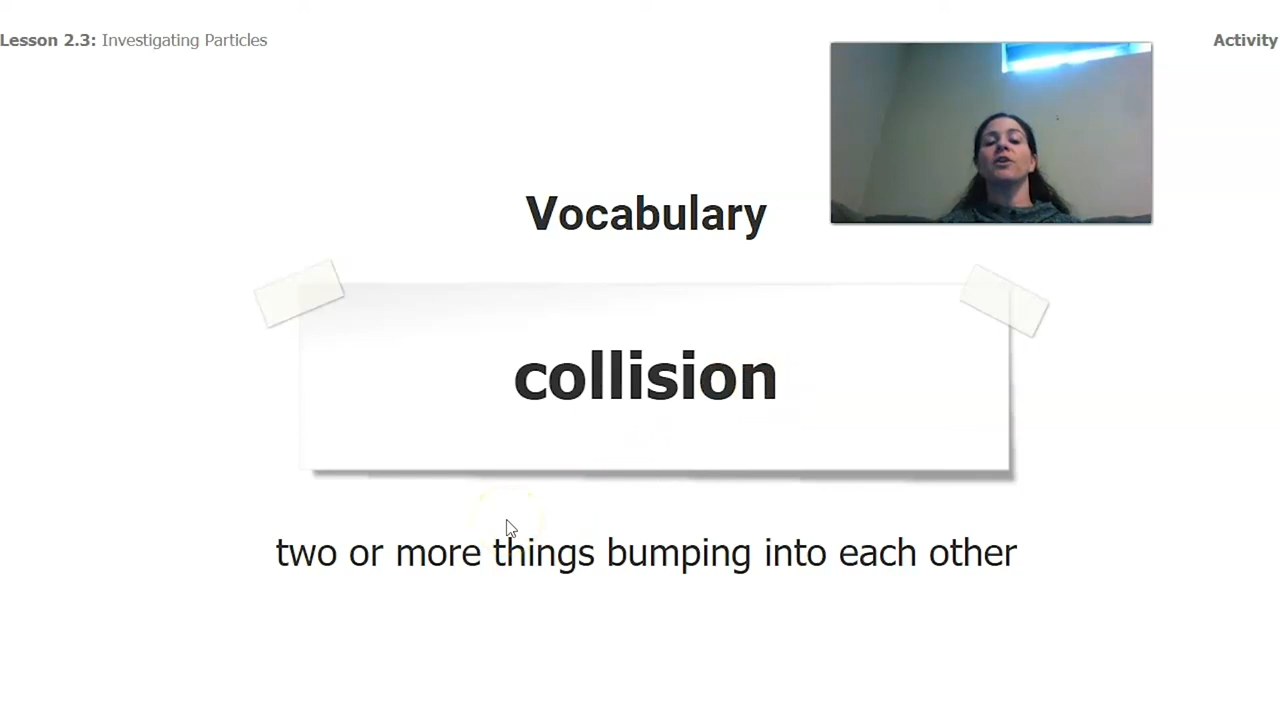 Lesson 2.3: Investigating Particles
Activity
Vocabulary
collision
two or more things bumping into each other